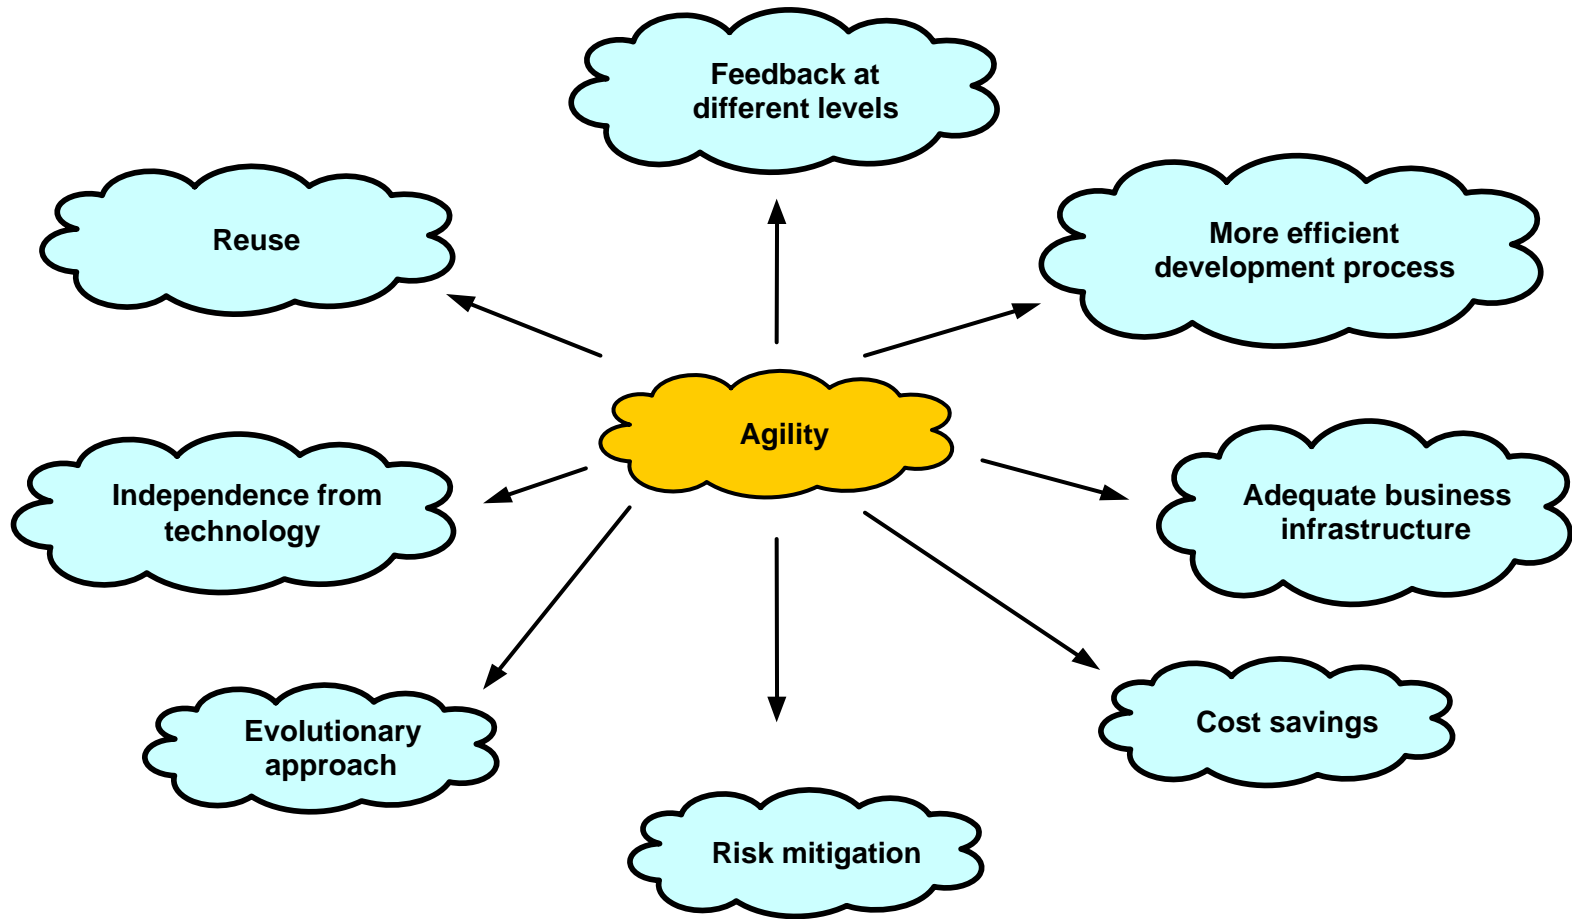 Feedback at
different levels
Reuse
More efficient
development process
Agility
Independence from
technology
Adequate business
infrastructure
Evolutionary
approach
Cost savings
Risk mitigation